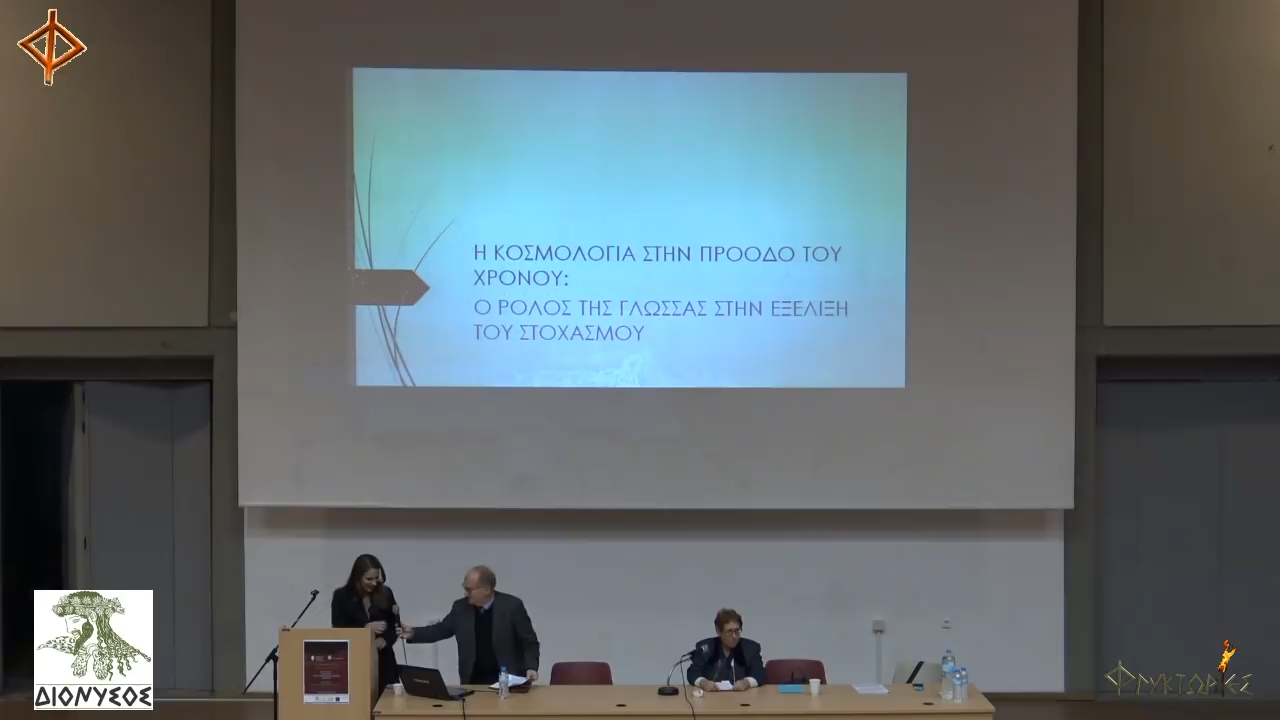 Η ΚΟΣΜΟΛΟΓΙΑ ΣΤΗΝ ΠΡΟΟΔΟ ΤΟΥ
ΧΡΟΝΟΥ:
Ο ΡΟΛΟΣ ΤΗΣ ΓΛΩΣΣΑΣ ΣΤΗΝ ΕΞΕΛΙΞΗ
ΤΟΥ ΣΤΟΧΑΣΜΟΥ
ΔΙΟΝΥΣΟΣ
ΦΡΥΚΤΩΡΙΕΣ